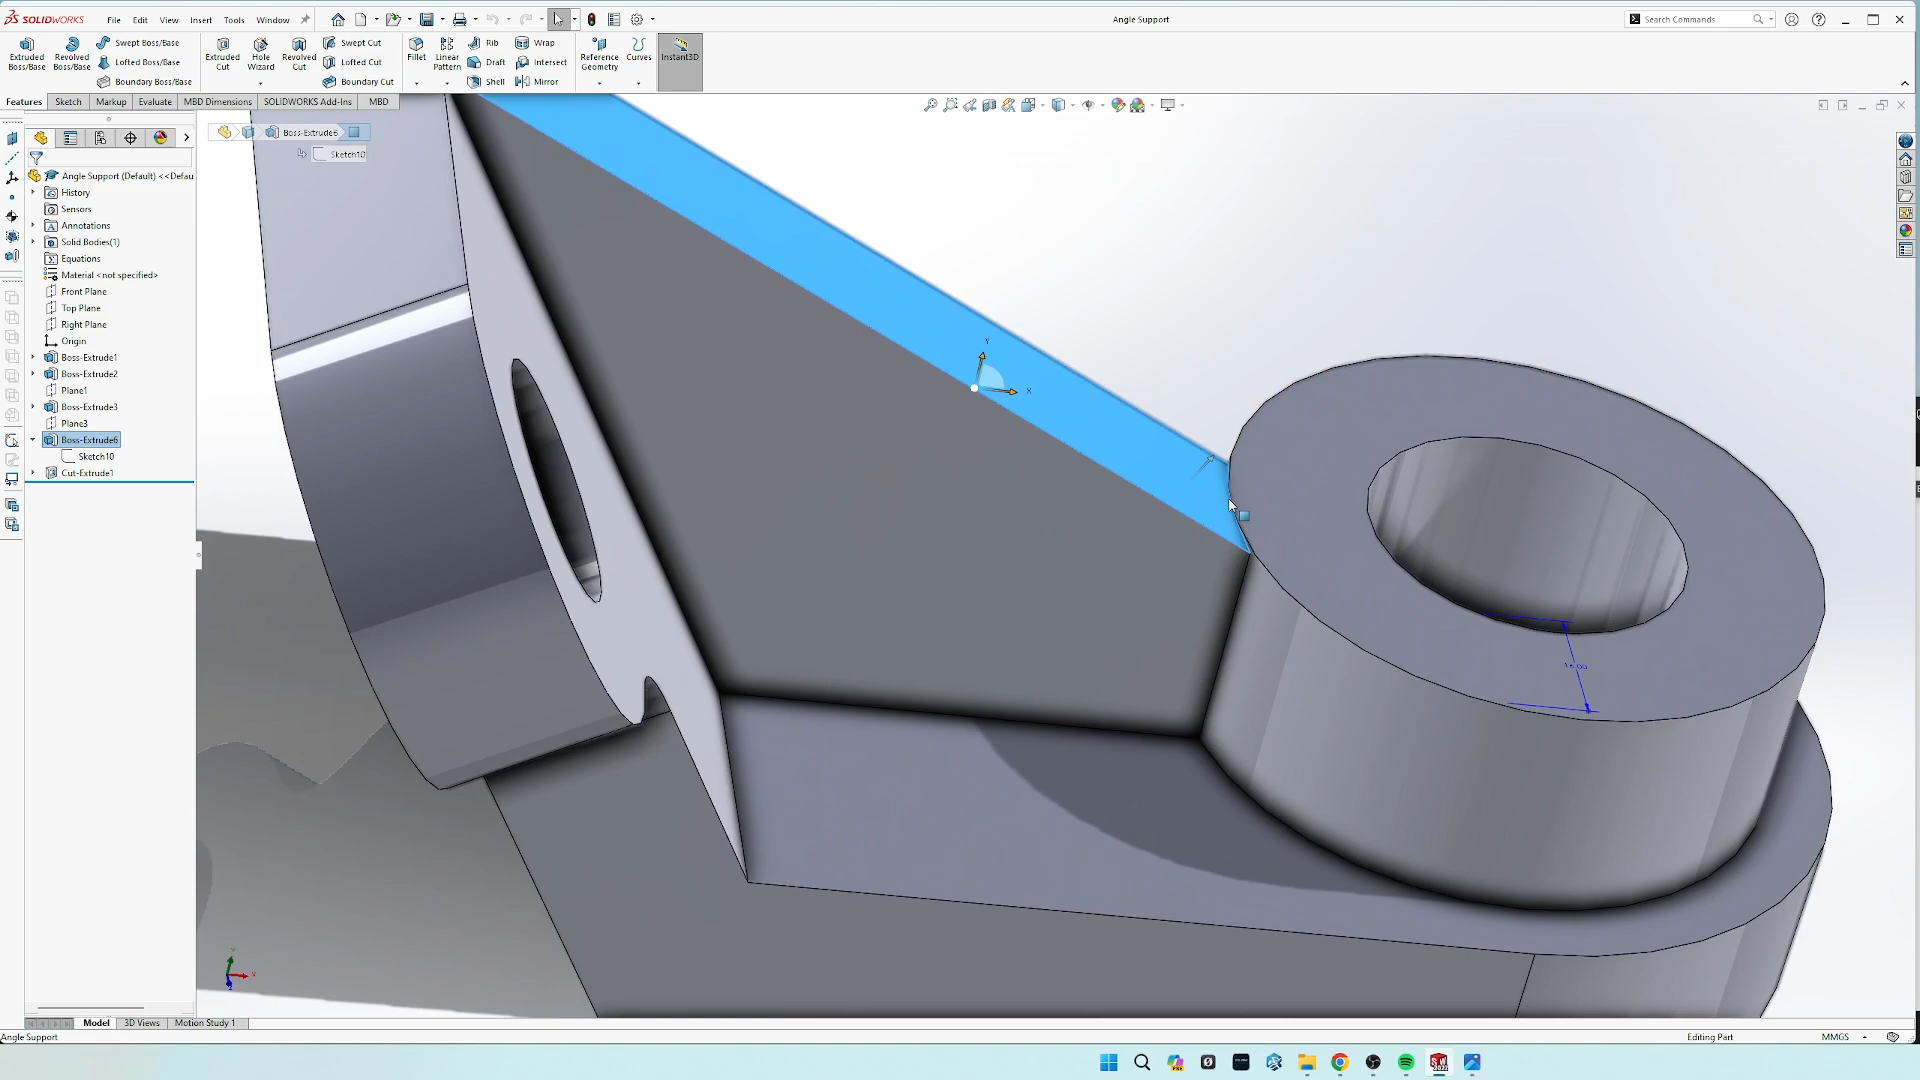 SOLIDWORKS File Edit View Insert Tools Window Angle Support Search Commands
Extruded Boss/Base
Revolved Boss/Base
Swept Boss/Base
Lofted Boss/Base
Boundary Boss/Base
Extruded Cut
Hole Wizard
Revolved Cut
Swept Cut
Lofted Cut
Boundary Cut
Fillet
Linear Pattern
Rib
Draft
Shell
Wrap
Intersect
Mirror
Reference Geometry
Curves
Instant3D
Features Sketch Markup Evaluate MBD Dimensions SOLIDWORKS Add-Ins MBD
Boss-Extrude6
Sketch10
Angle Support (Default) <<Defau
History
Sensors
Annotations
Solid Bodies(1)
Equations
Material <not specified>
Front Plane
Top Plane
Right Plane
Origin
Boss-Extrude1
Boss-Extrude2
Plane1
Boss-Extrude3
Plane3
Boss-Extrude6
Sketch10
Cut-Extrude1
Y
X
X
Model 3D Views Motion Study 1
Angle Support Editing Part MMGS